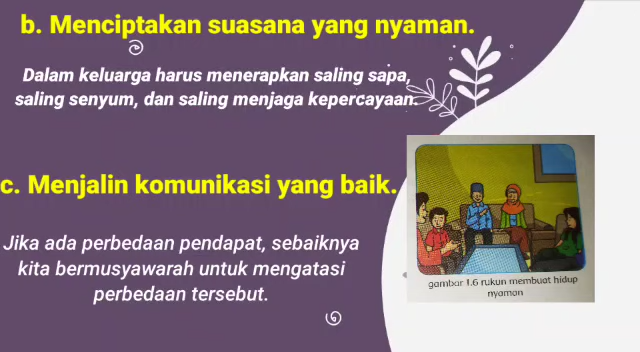 b. Menciptakan suasana yang nyaman.
Dalam keluarga harus menerapkan saling sapa,
saling senyum, dan saling menjaga kepercayaan.
c. Menjalin komunikasi yang baik.
Jika ada perbedaan pendapat, sebaiknya
kita bermusyawarah untuk mengatasi
perbedaan tersebut.
gambar 1.6 rukun membuat hidup
nyaman